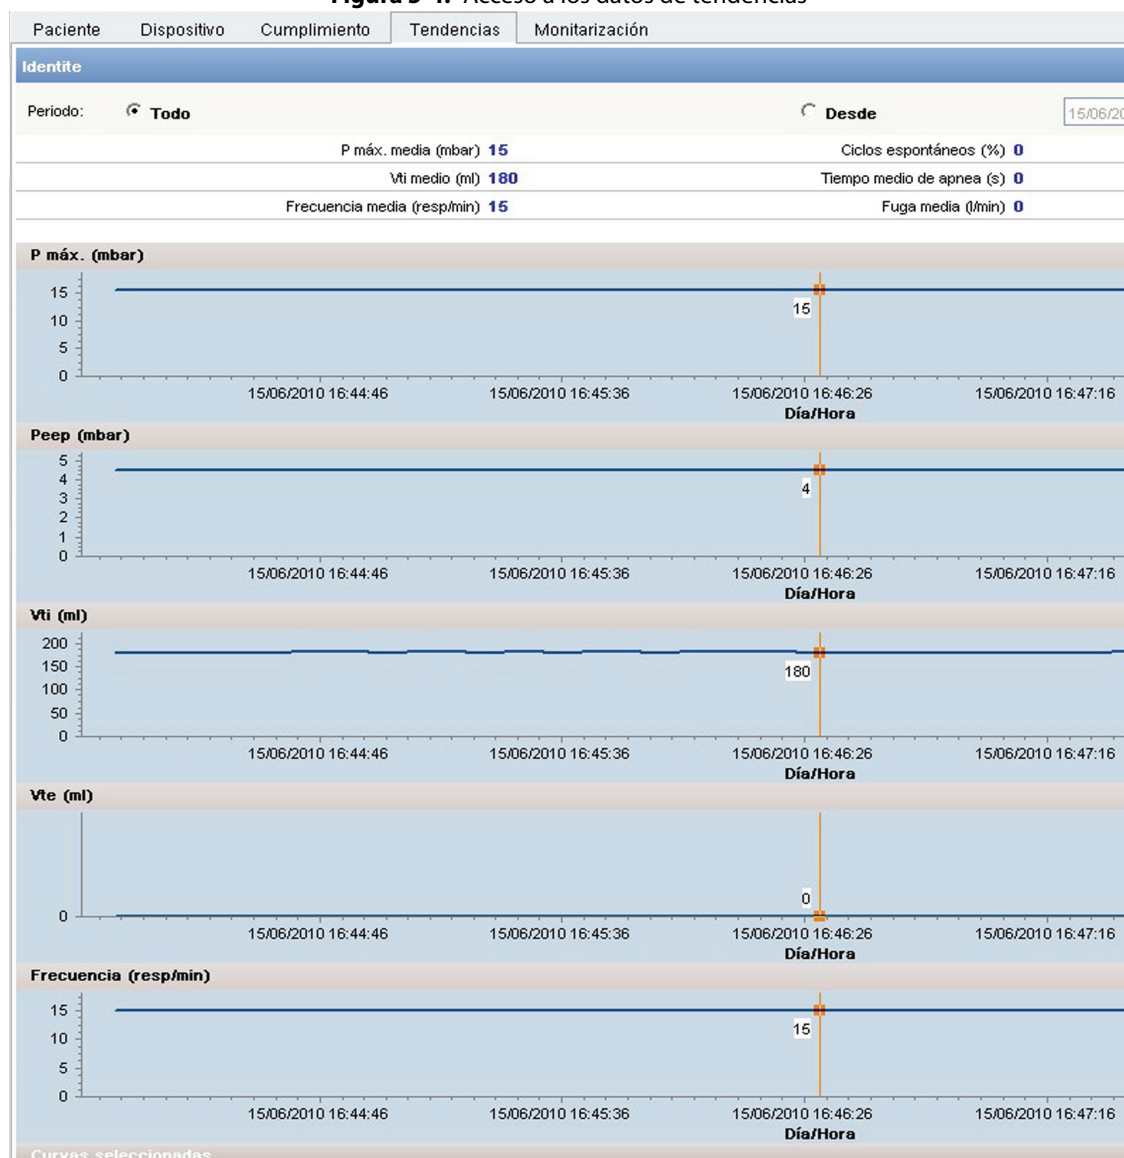 Acceso a los datos de tendencias
Paciente Dispositivo Cumplimiento Tendencias Monitarización
Identite
Periodo: Todo Desde 15/06/20
P máx. media (mbar) 15 Ciclos espontáneos (%) 0
Vti medio (ml) 180 Tiempo medio de apnea (s) 0
Frecuencia media (resp/min) 15 Fuga media (l/min) 0
P máx. (mbar)
15
10
5
0
15
15/06/2010 16:44:46 15/06/2010 16:45:36 15/06/2010 16:46:26 15/06/2010 16:47:16
Día/Hora
Peep (mbar)
5
4
3
2
1
0
4
15/06/2010 16:44:46 15/06/2010 16:45:36 15/06/2010 16:46:26 15/06/2010 16:47:16
Día/Hora
Vti (ml)
200
150
100
50
0
180
15/06/2010 16:44:46 15/06/2010 16:45:36 15/06/2010 16:46:26 15/06/2010 16:47:16
Día/Hora
Vte (ml)
0
0
15/06/2010 16:44:46 15/06/2010 16:45:36 15/06/2010 16:46:26 15/06/2010 16:47:16
Día/Hora
Frecuencia (resp/min)
15
10
5
0
15
15/06/2010 16:44:46 15/06/2010 16:45:36 15/06/2010 16:46:26 15/06/2010 16:47:16
Día/Hora
Curvas seleccionadas